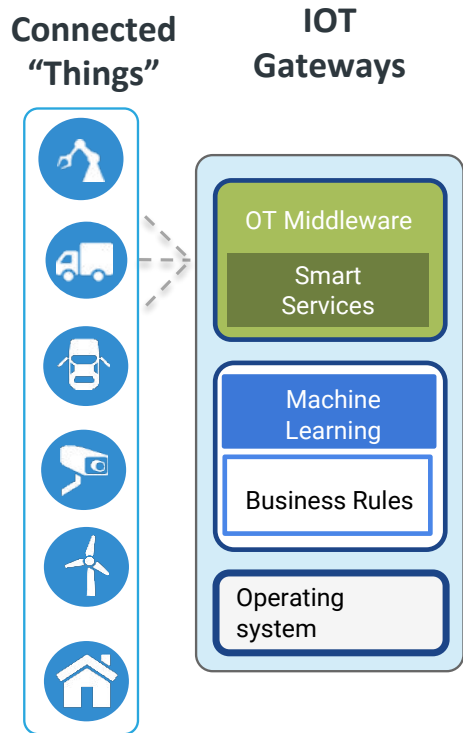 Connected
“Things”
IOT
Gateways
OT Middleware
Smart
Services
Machine
Learning
Business Rules
Operating
system